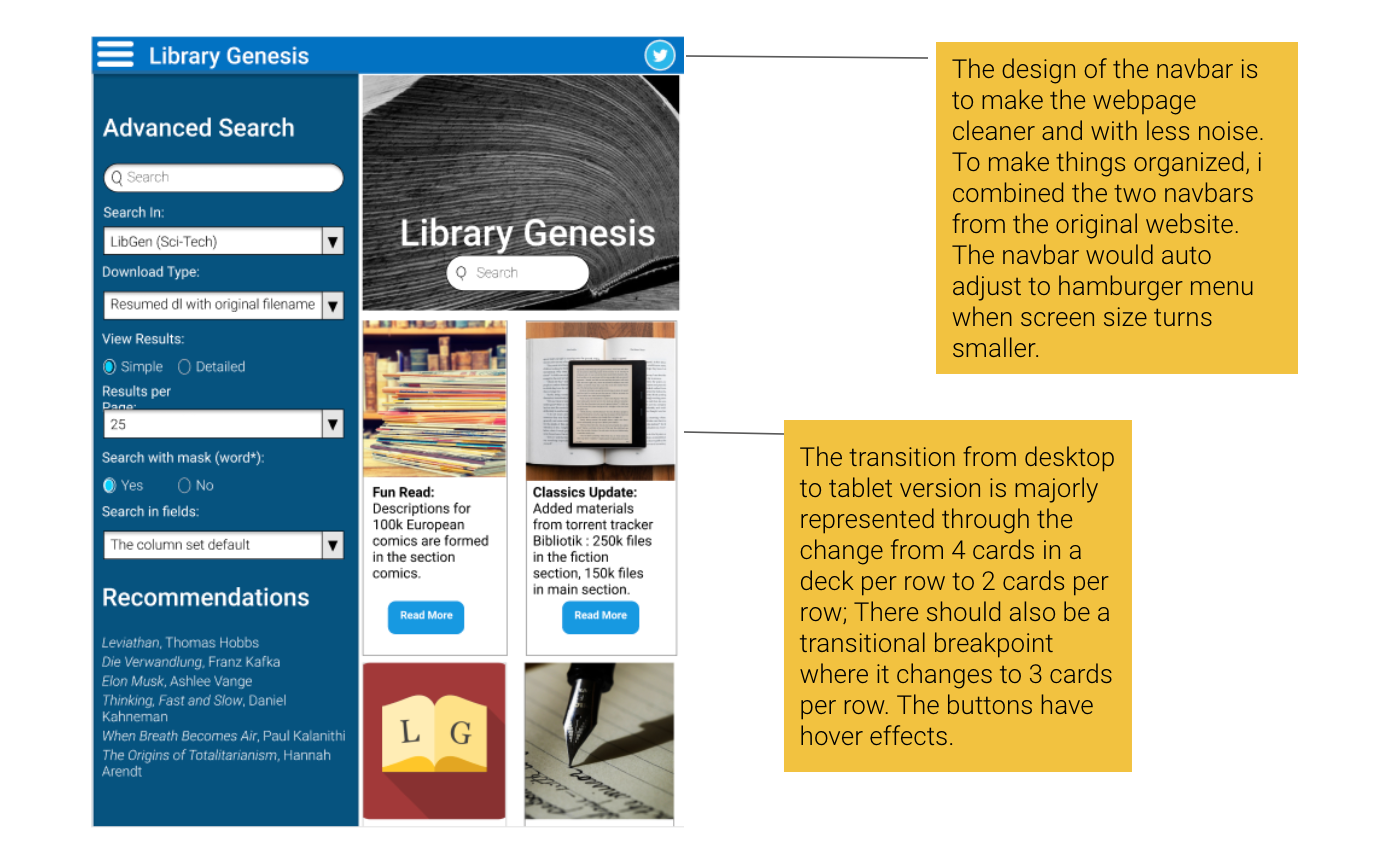 Library Genesis
Advanced Search
Search
Search In:
LibGen (Sci-Tech)
Download Type:
Resumed dl with original filename
View Results:
Simple Detailed
Results per
Page:
25
Search with mask (word*):
Yes No
Search in fields:
The column set default
Recommendations
Leviathan, Thomas Hobbs
Die Verwandlung, Franz Kafka
Elon Musk, Ashlee Vange
Thinking, Fast and Slow, Daniel
Kahneman
When Breath Becomes Air, Paul Kalanithi
The Origins of Totalitarianism, Hannah
Arendt
Library Genesis
Search
Fun Read:
Descriptions for
100k European
comics are formed
in the section
comics.
Read More
Classics Update:
Added materials
from torrent tracker
Bibliotik : 250k files
in the fiction
section, 150k files
in main section.
Read More
L G
The design of the navbar is
to make the webpage
cleaner and with less noise.
To make things organized, i
combined the two navbars
from the original website.
The navbar would auto
adjust to hamburger menu
when screen size turns
smaller.
The transition from desktop
to tablet version is majorly
represented through the
change from 4 cards in a
deck per row to 2 cards per
row; There should also be a
transitional breakpoint
where it changes to 3 cards
per row. The buttons have
hover effects.